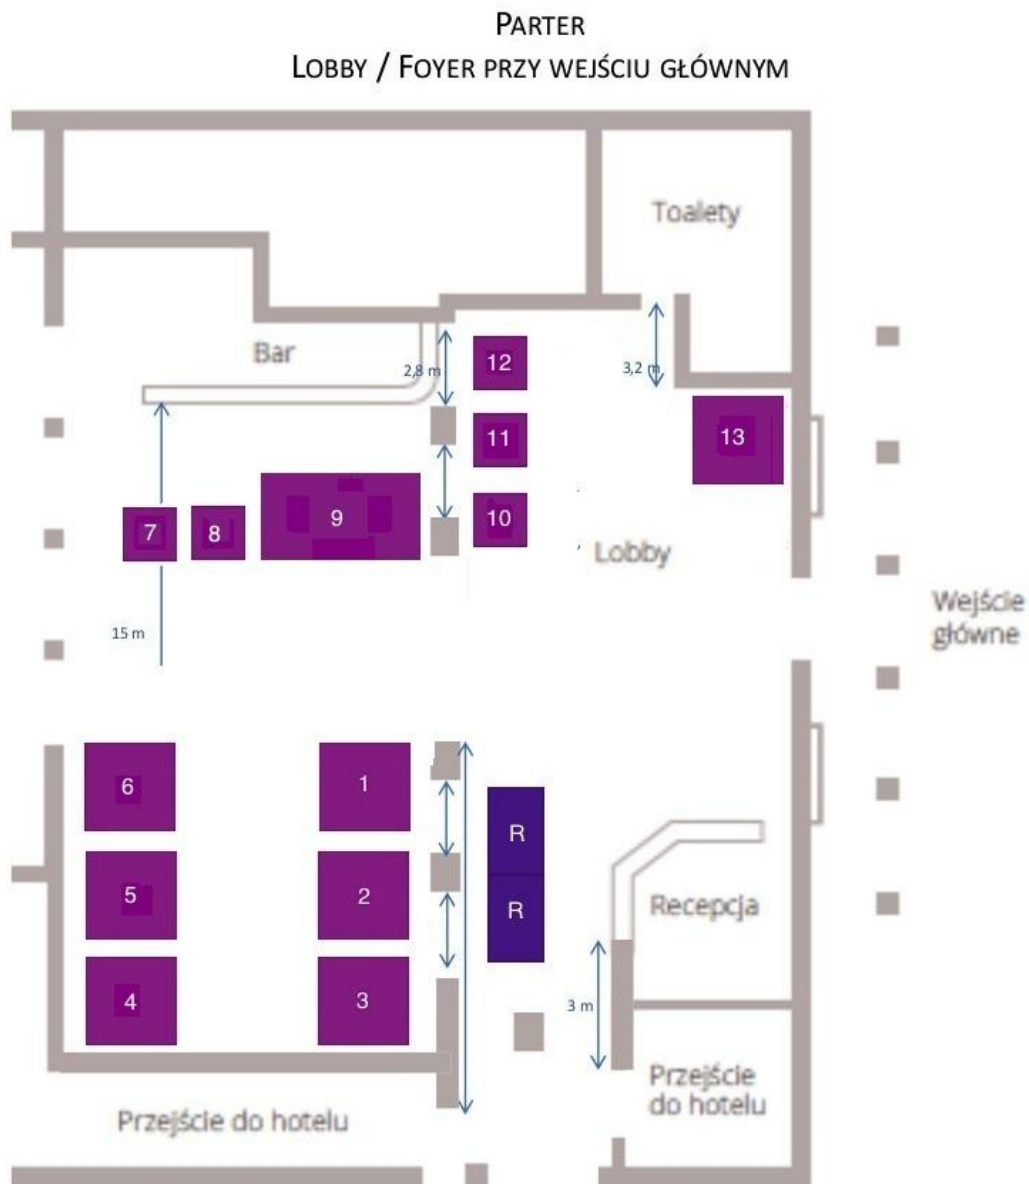 PARTER
LOBBY / FOYER PRZY WEJŚCIU GŁÓWNYM
Toalety
Bar
2,8 m
12
3,2 m
11
13
10
9
7
8
Lobby
Wejście
główne
15 m
6
1
R
5
2
Recepcja
R
4
3
3 m
Przejście
do hotelu
Przejście do hotelu